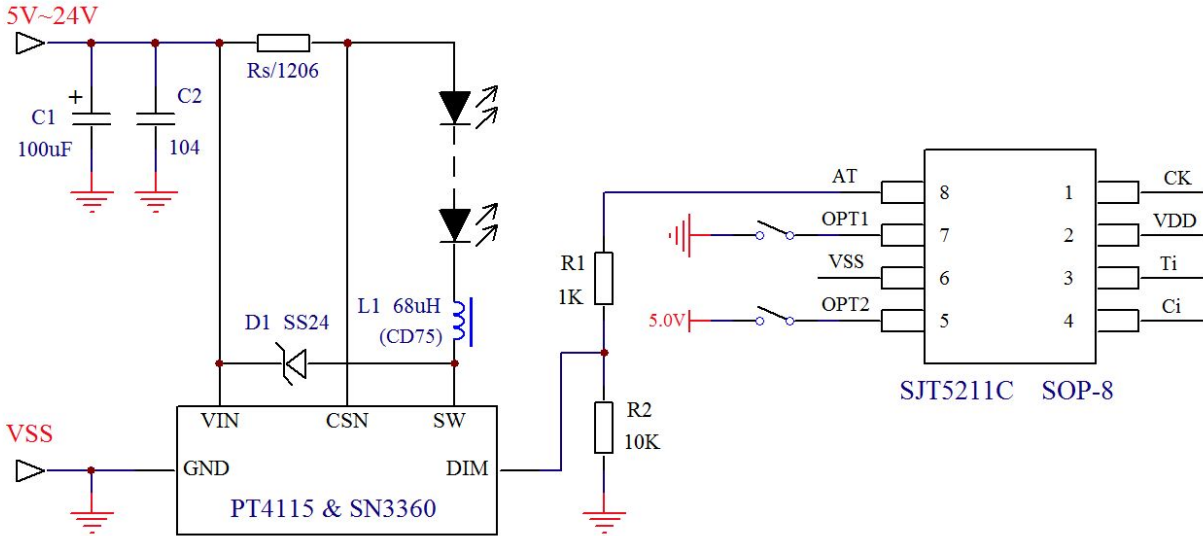 5V~24V
Rs/1206
+
C1
100uF
C2
104
L1 68uH
(CD75)
D1 SS24
VIN
CSN
SW
VSS
GND
DIM
PT4115 & SN3360
R1
1K
R2
10K
AT
8
1
CK
OPT1
7
2
VDD
VSS
6
3
Ti
5.0V
OPT2
5
4
Ci
SJT5211C SOP-8